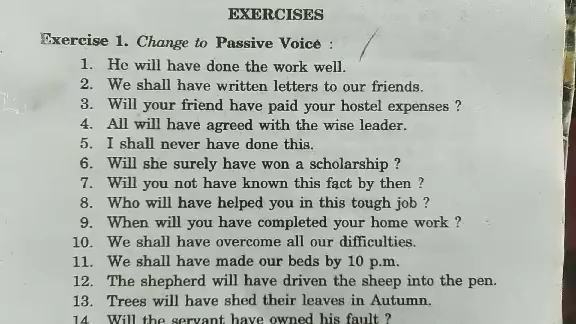 EXERCISES
Exercise 1. Change to Passive Voice :
1. He will have done the work well.
2. We shall have written letters to our friends.
3. Will your friend have paid your hostel expenses ?
4. All will have agreed with the wise leader.
5. I shall never have done this.
6. Will she surely have won a scholarship ?
7. Will you not have known this fact by then ?
8. Who will have helped you in this tough job ?
9. When will you have completed your home work ?
10. We shall have overcome all our difficulties.
11. We shall have made our beds by 10 p.m.
12. The shepherd will have driven the sheep into the pen.
13. Trees will have shed their leaves in Autumn.
14. Will the servant have owned his fault ?